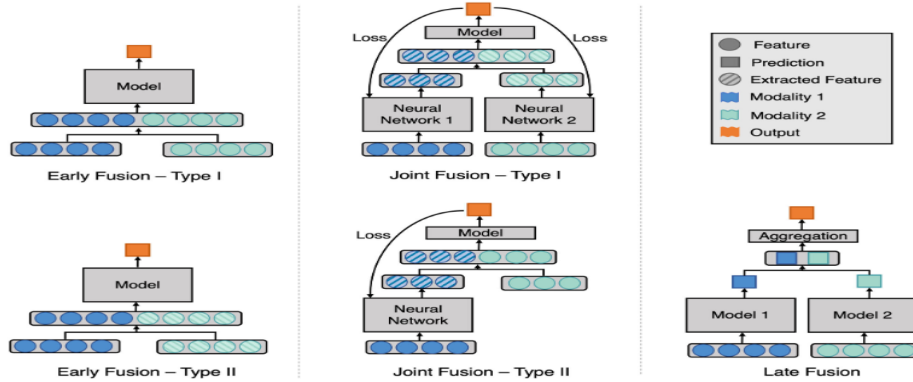 Model
Early Fusion – Type I
Loss
Loss
Model
Neural
Network 1
Neural
Network 2
Joint Fusion – Type I
Feature
Prediction
Extracted Feature
Modality 1
Modality 2
Output
Model
Early Fusion – Type II
Loss
Model
Neural
Network
Joint Fusion – Type II
Aggregation
Model 1
Model 2
Late Fusion